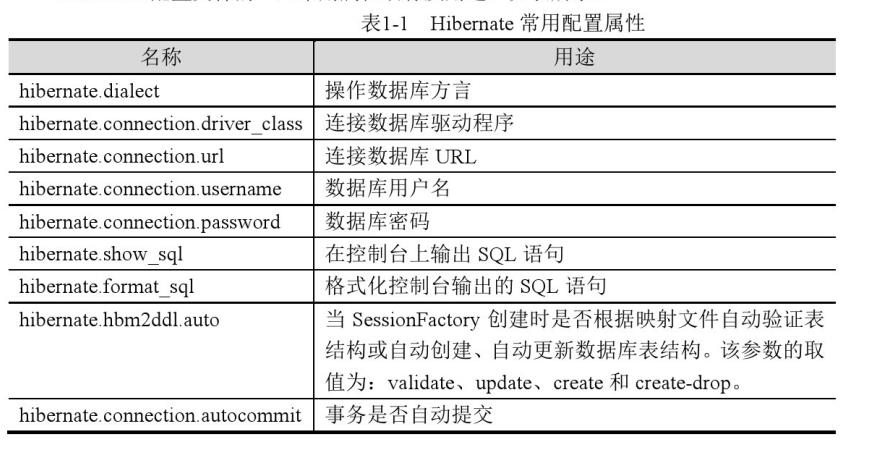 表1-1 Hibernate 常用配置属性
名称 用途
hibernate.dialect 操作数据库方言
hibernate.connection.driver_class 连接数据库驱动程序
hibernate.connection.url 连接数据库 URL
hibernate.connection.username 数据库用户名
hibernate.connection.password 数据库密码
hibernate.show_sql 在控制台上输出 SQL 语句
hibernate.format_sql 格式化控制台输出的 SQL 语句
hibernate.hbm2ddl.auto 当 SessionFactory 创建时是否根据映射文件自动验证表
结构或自动创建、自动更新数据库表结构。该参数的取
值为：validate、update、create 和 create-drop。
hibernate.connection.autocommit 事务是否自动提交